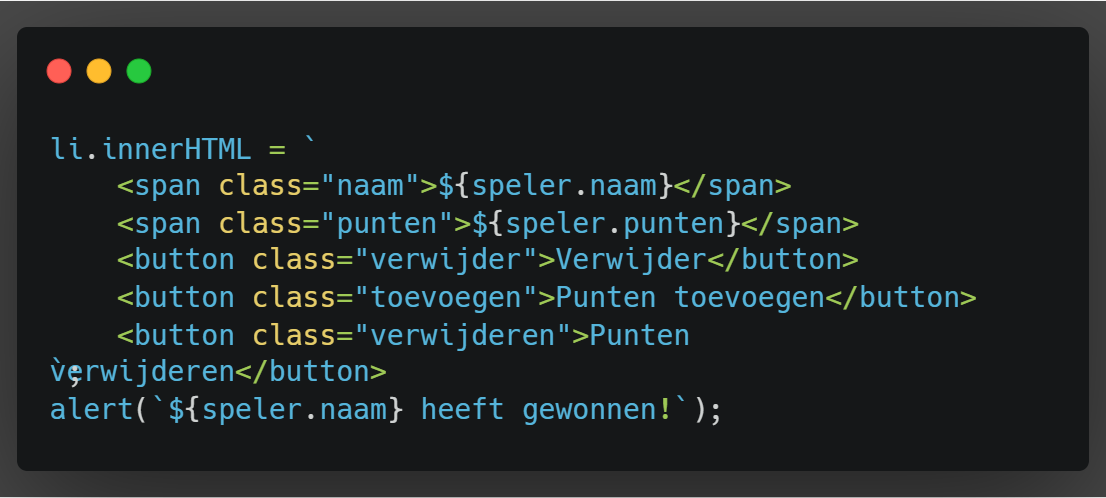 li.innerHTML = `
    <span class="naam">${speler.naam}</span>
    <span class="punten">${speler.punten}</span>
    <button class="verwijder">Verwijder</button>
    <button class="toevoegen">Punten toevoegen</button>
    <button class="verwijderen">Punten
verwijderen</button>
`;
alert(`${speler.naam} heeft gewonnen!`);